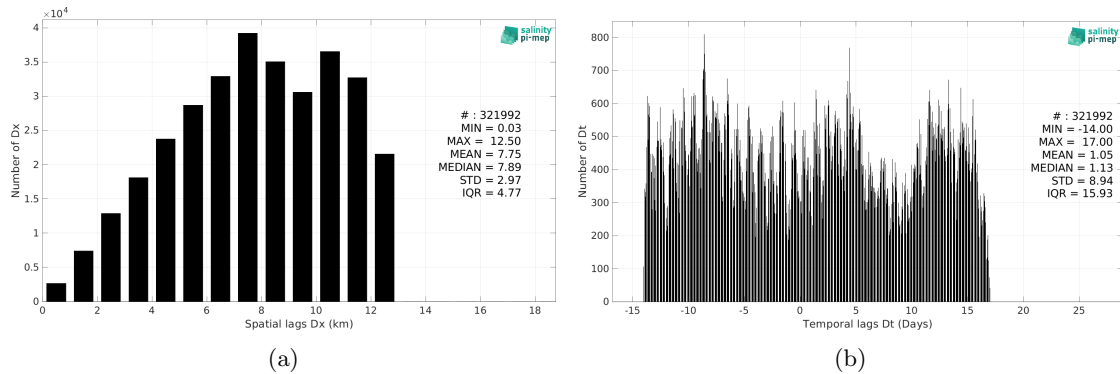 ×10⁴
4
3.5
3
2.5
2
1.5
1
0.5
0
Number of Dx
0 2 4 6 8 10 12 14 16 18
Spatial lags Dx (km)
salinity
pi-mep
# : 321992
MIN = 0.03
MAX = 12.50
MEAN = 7.75
MEDIAN = 7.89
STD = 2.97
IQR = 4.77
(a)
800
700
600
500
400
300
200
100
0
Number of Dt
-15 -10 -5 0 5 10 15 20 25
Temporal lags Dt (Days)
salinity
pi-mep
# : 321992
MIN = -14.00
MAX = 17.00
MEAN = 1.05
MEDIAN = 1.13
STD = 8.94
IQR = 15.93
(b)